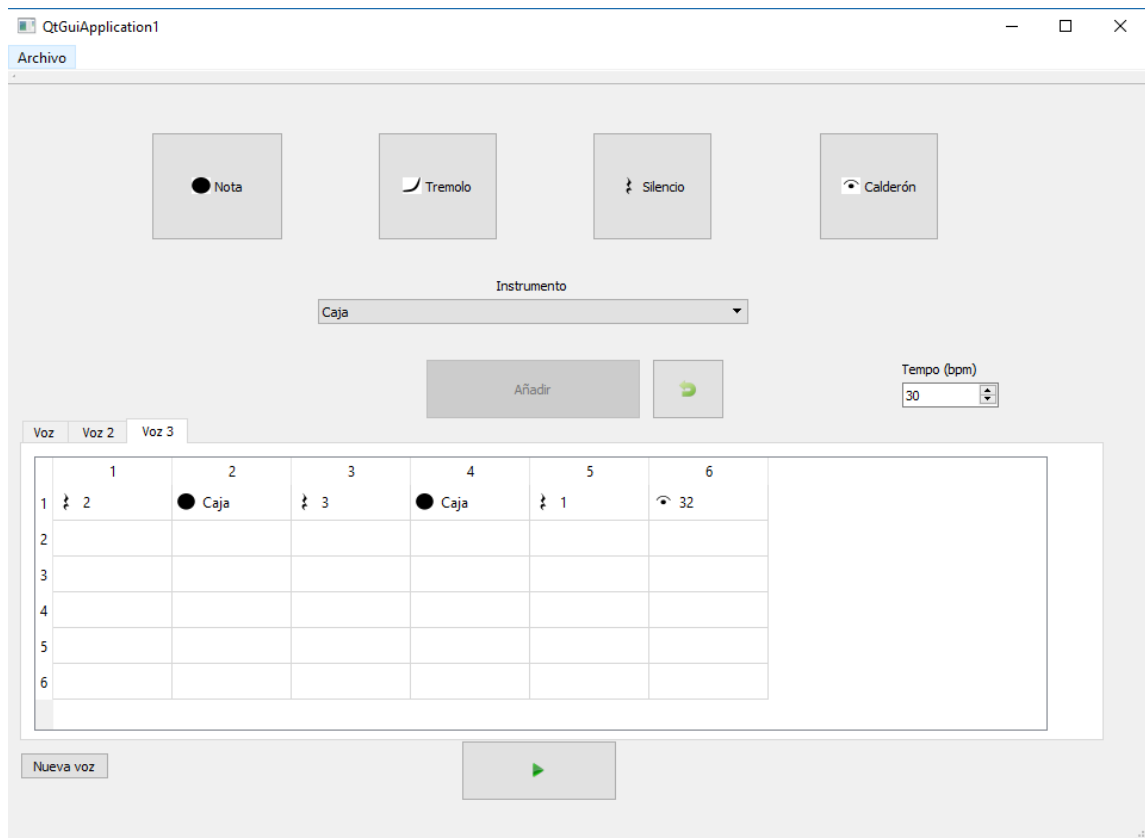 QtGuiApplication1
Archivo
Nota
Tremolo
Silencio
Calderón
Instrumento
Caja
Añadir
Tempo (bpm)
30
Voz Voz 2 Voz 3
1 2 3 4 5 6
1 2 Caja 3 Caja 1 32
2
3
4
5
6
Nueva voz